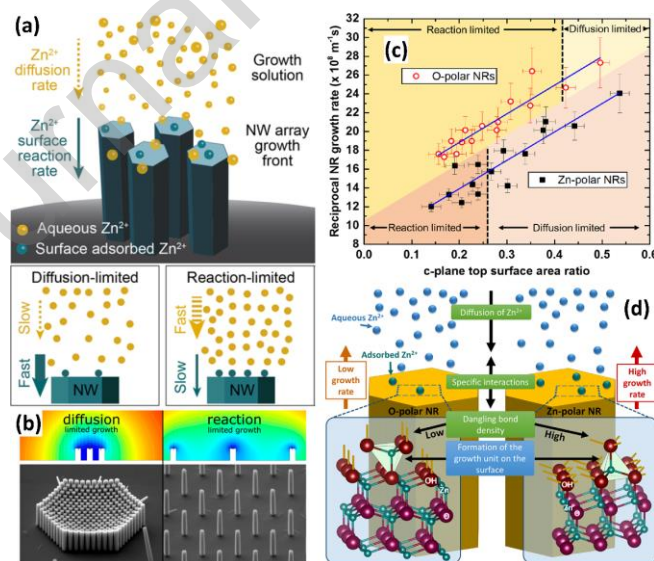 (a)
Zn²⁺
diffusion
rate
Zn²⁺
surface
reaction
rate
Growth
solution
NW array
growth
front
Aqueous Zn²⁺
Surface adsorbed Zn²⁺
Diffusion-limited
Slow
Fast
NW
Reaction-limited
Fast
Slow
NW
(b)
diffusion
limited growth
reaction
limited growth
(c)
Reciprocal NR growth rate (x 10⁶ m⁻¹s)
32
30
28
26
24
22
20
18
16
14
12
10
8
Reaction limited
Diffusion limited
O-polar NRs
Zn-polar NRs
Reaction limited
Diffusion limited
0.0 0.1 0.2 0.3 0.4 0.5 0.6
c-plane top surface area ratio
(d)
Aqueous Zn²⁺
Diffusion of Zn²⁺
Adsorbed Zn²⁺
Low
growth
rate
Specific interactions
High
growth
rate
O-polar NR
Zn-polar NR
Dangling bond
density
Low
High
Formation of the
growth unit on the
surface
OH
Zn
O
OH
Zn
O